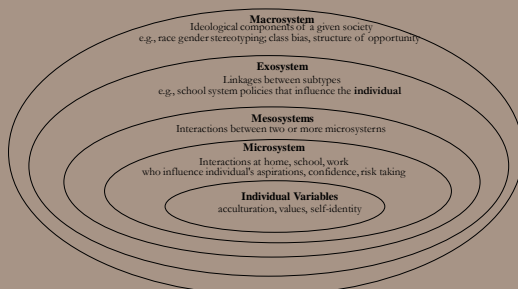 Macrosystem
Ideological components of a given society
e.g., race gender stereotyping; class bias, structure of opportunity
Exosystem
Linkages between subtypes
e.g., school system policies that influence the individual
Mesosystems
Interactions between two or more microsysterns
Microsystem
Interactions at home, school, work
who influence individual's aspirations, confidence, risk taking
Individual Variables
acculturation, values, self-identity